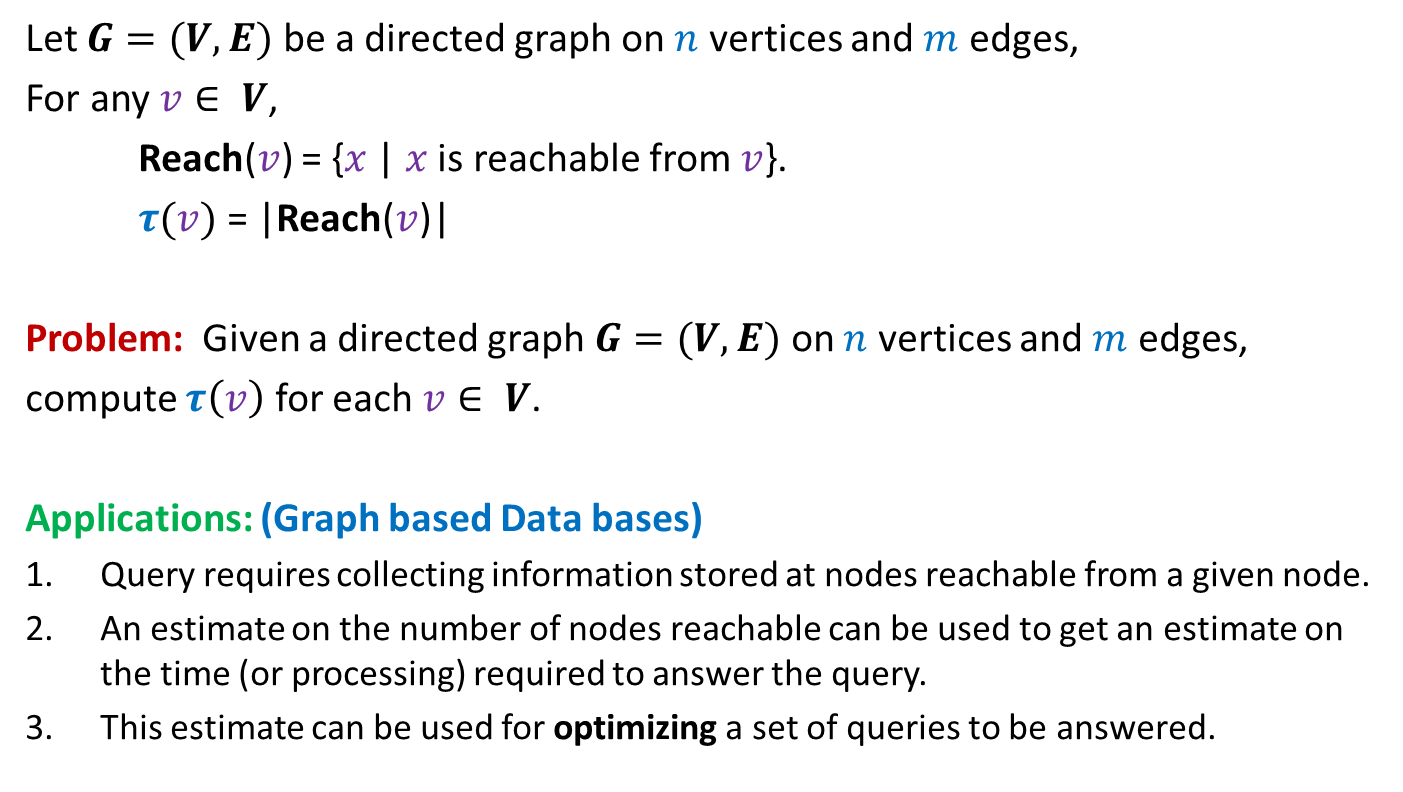 Let G = (V, E) be a directed graph on n vertices and m edges,
For any v ∈ V,
Reach(v) = {x | x is reachable from v}.
τ(v) = |Reach(v)|
Problem: Given a directed graph G = (V, E) on n vertices and m edges,
compute τ(v) for each v ∈ V.
Applications: (Graph based Data bases)
1. Query requires collecting information stored at nodes reachable from a given node.
2. An estimate on the number of nodes reachable can be used to get an estimate on
the time (or processing) required to answer the query.
3. This estimate can be used for optimizing a set of queries to be answered.